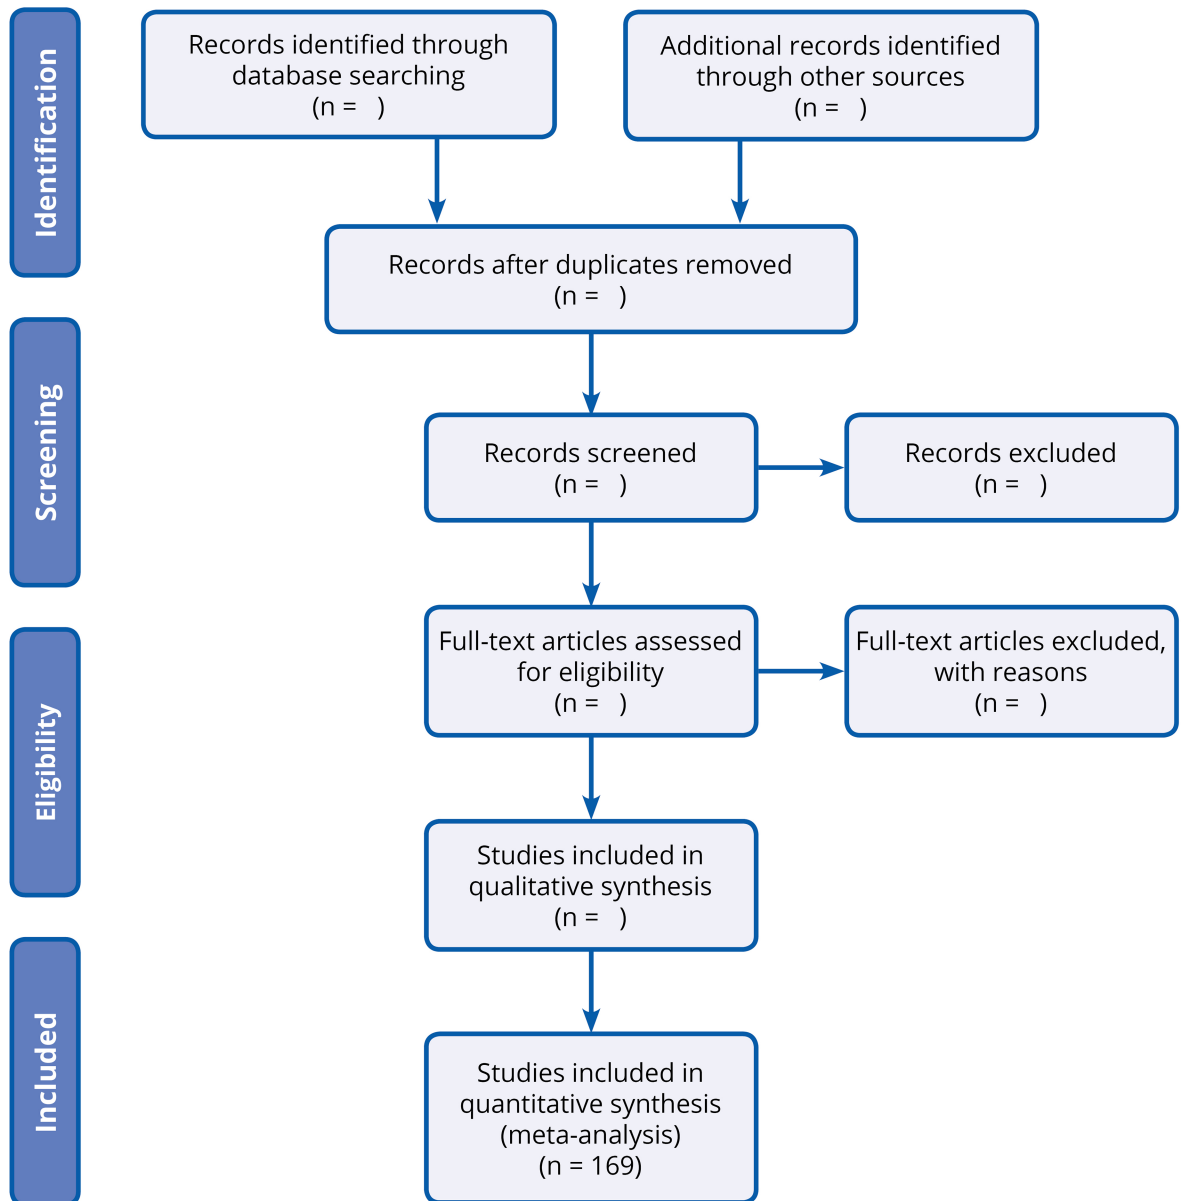 Identification
Records identified through
database searching
(n =   )
Additional records identified
through other sources
(n =   )
Records after duplicates removed
(n =   )
Screening
Records screened
(n =   )
Records excluded
(n =   )
Eligibility
Full-text articles assessed
for eligibility
(n =   )
Full-text articles excluded,
with reasons
(n =   )
Studies included in
qualitative synthesis
(n =   )
Included
Studies included in
quantitative synthesis
(meta-analysis)
(n = 169)